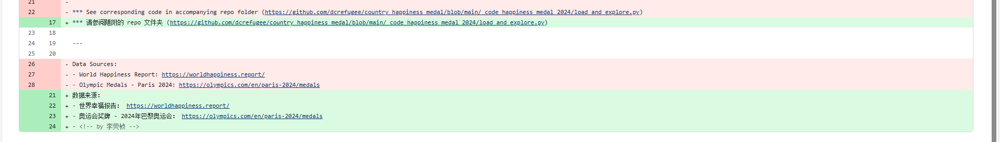 21 -
22 - *** See corresponding code in accompanying repo folder (https://github.com/dcrefugee/country_happiness_medal/blob/main/_code_happiness_medal_2024/load_and_explore.py)
17 + *** 请参阅随附的 repo 文件夹 (https://github.com/dcrefugee/country_happiness_medal/blob/main/_code_happiness_medal_2024/load_and_explore.py)
23 18
24 19 ---
25 20
26 - Data Sources:
27 - - World Happiness Report: https://worldhappiness.report/
28 - - Olympic Medals - Paris 2024: https://olympics.com/en/paris-2024/medals
21 + 数据来源:
22 + - 世界幸福报告： https://worldhappiness.report/
23 + - 奥运会奖牌 - 2024年巴黎奥运会： https://olympics.com/en/paris-2024/medals
24 + - <!-- by 李荧祯 -->